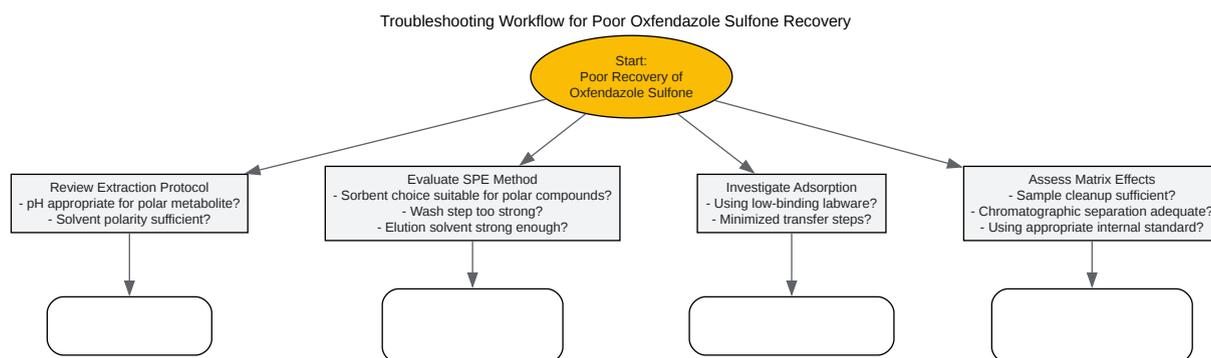 Troubleshooting Workflow for Poor Oxfendazole Sulfone Recovery
Start:
Poor Recovery of
Oxfendazole Sulfone
Review Extraction Protocol
- pH appropriate for polar metabolite?
- Solvent polarity sufficient?
Evaluate SPE Method
- Sorbent choice suitable for polar compounds?
- Wash step too strong?
- Elution solvent strong enough?
Investigate Adsorption
- Using low-binding labware?
- Minimized transfer steps?
Assess Matrix Effects
- Sample cleanup sufficient?
- Chromatographic separation adequate?
- Using appropriate internal standard?